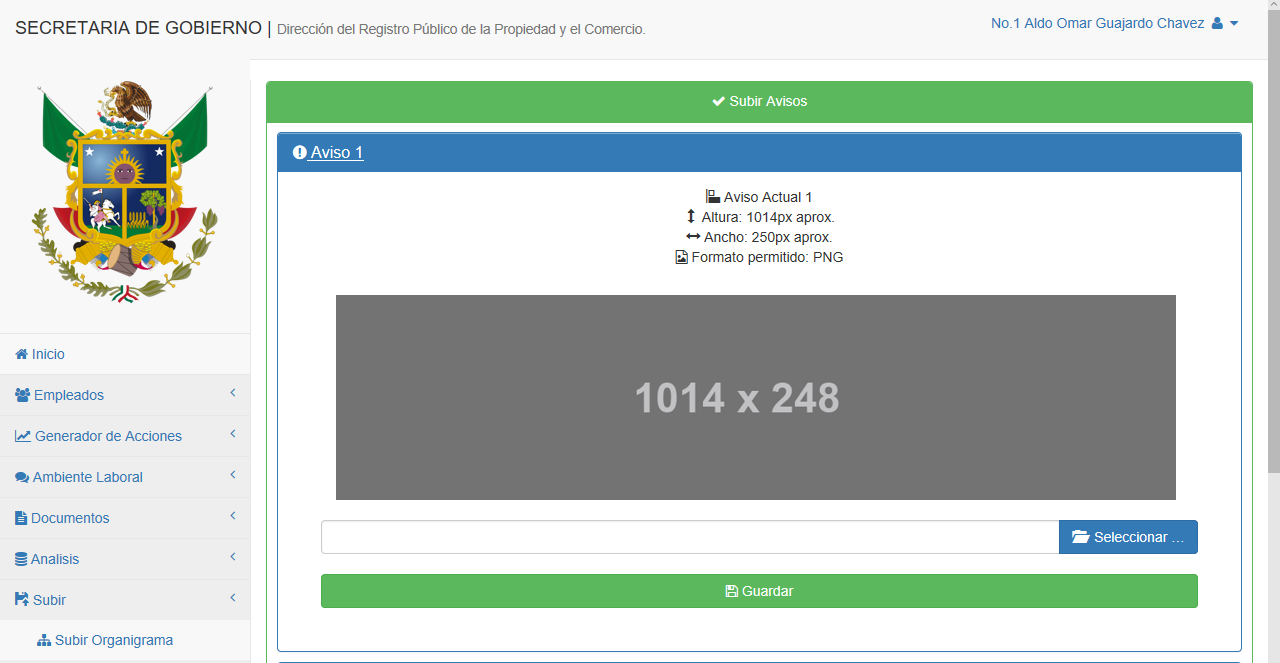 SECRETARIA DE GOBIERNO | Dirección del Registro Público de la Propiedad y el Comercio.
No.1 Aldo Omar Guajardo Chavez
Inicio
Empleados
Generador de Acciones
Ambiente Laboral
Documentos
Analisis
Subir
Subir Organigrama
Subir Avisos
Aviso 1
Aviso Actual 1
Altura: 1014px aprox.
Ancho: 250px aprox.
Formato permitido: PNG
1014 x 248
Seleccionar ...
Guardar